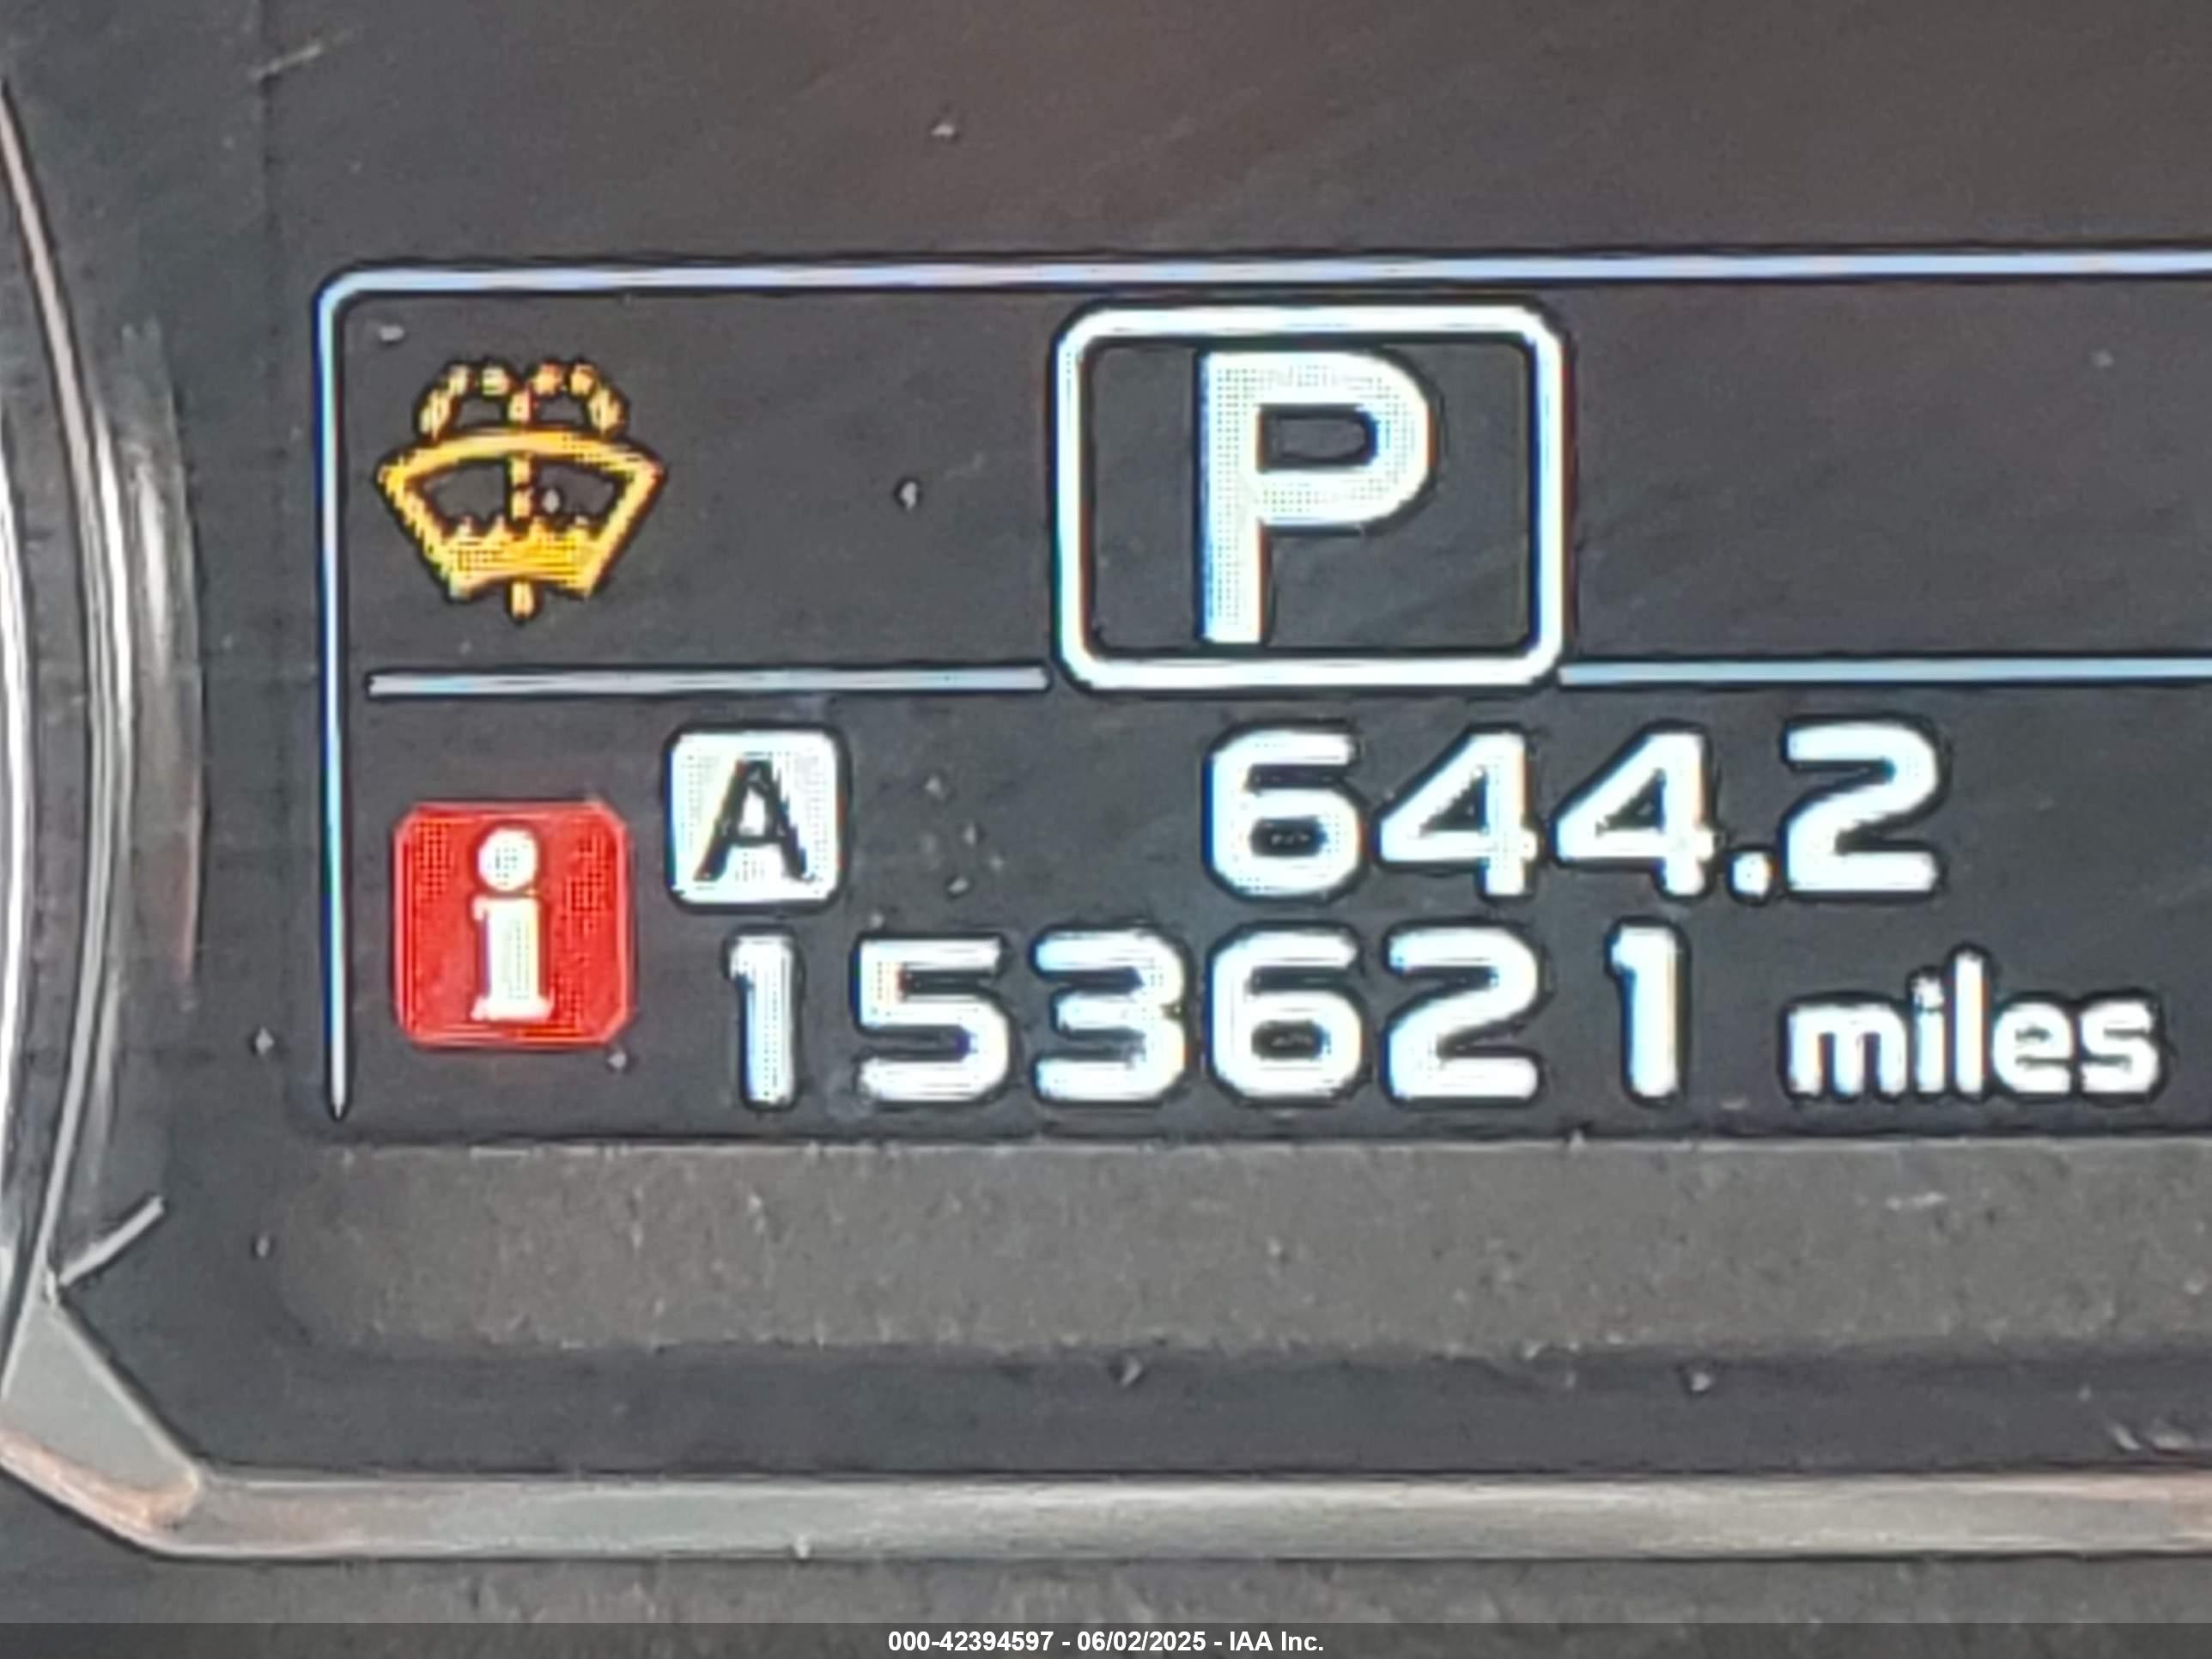 P
i A 644.2
153621 miles
000-42394597 - 06/02/2025 - IAA Inc.